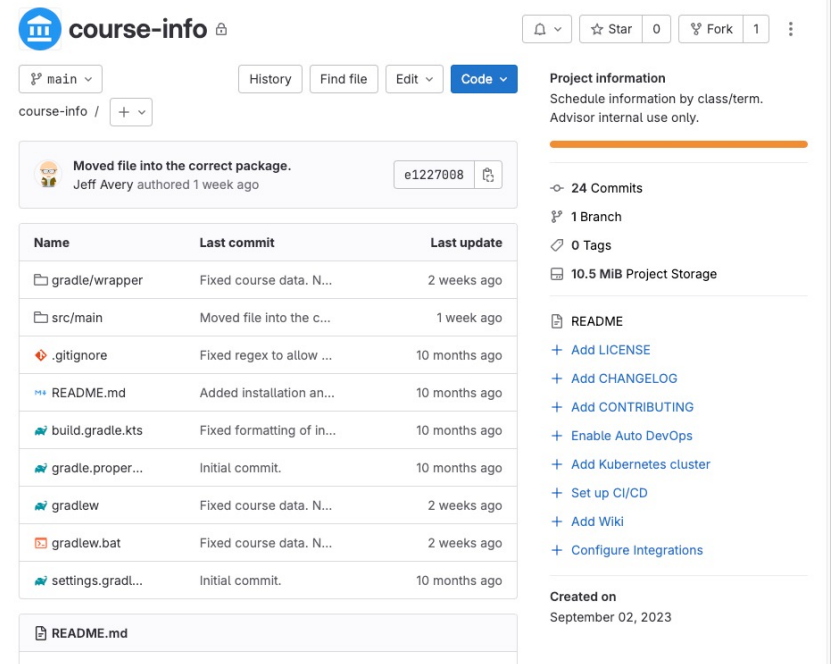 course-info
Star 0
Fork 1
main
History
Find file
Edit
Code
course-info /
Moved file into the correct package.
Jeff Avery authored 1 week ago
e1227008
Name Last commit Last update
gradle/wrapper Fixed course data. N... 2 weeks ago
src/main Moved file into the c... 1 week ago
.gitignore Fixed regex to allow ... 10 months ago
README.md Added installation an... 10 months ago
build.gradle.kts Fixed formatting of in... 10 months ago
gradle.proper... Initial commit. 10 months ago
gradlew Fixed course data. N... 2 weeks ago
gradlew.bat Fixed course data. N... 2 weeks ago
settings.gradl... Initial commit. 10 months ago
README.md
Project information
Schedule information by class/term.
Advisor internal use only.
24 Commits
1 Branch
0 Tags
10.5 MiB Project Storage
README
Add LICENSE
Add CHANGELOG
Add CONTRIBUTING
Enable Auto DevOps
Add Kubernetes cluster
Set up CI/CD
Add Wiki
Configure Integrations
Created on
September 02, 2023